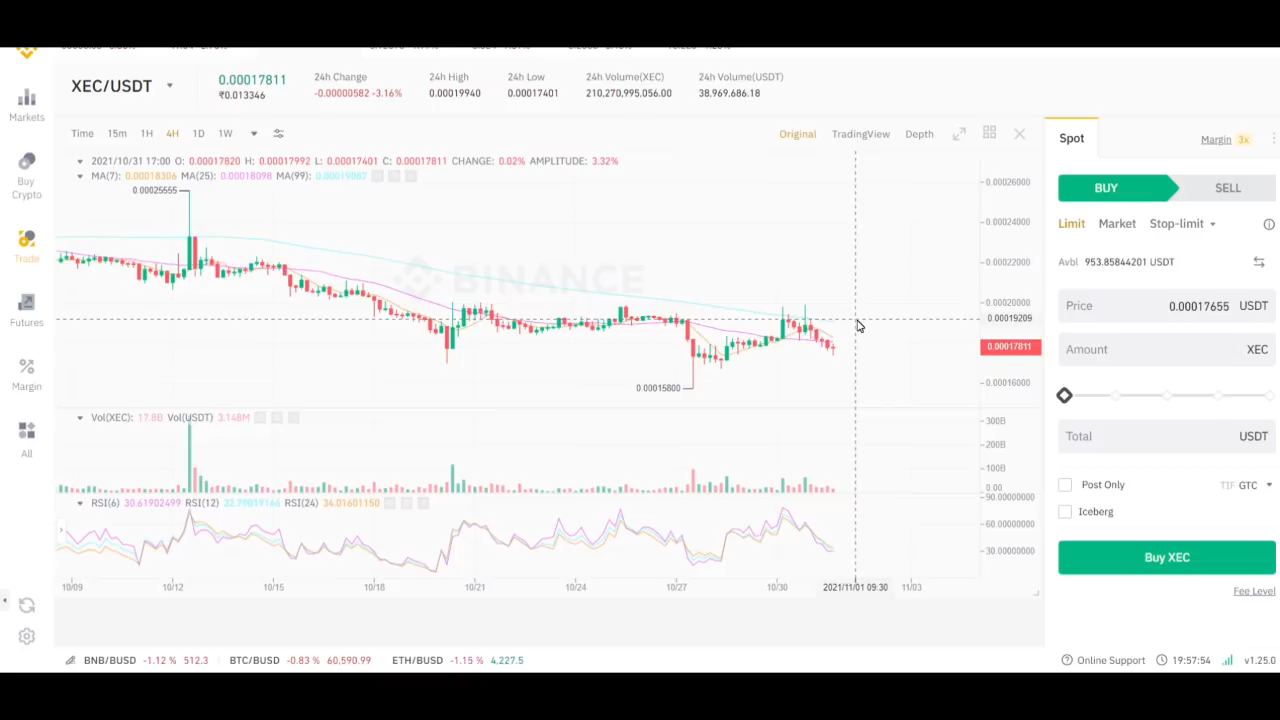 XEC/USDT
0.00017811
₹0.013346
24h Change
-0.00000582 -3.16%
24h High
0.00019940
24h Low
0.00017401
24h Volume(XEC)
210,270,995,056.00
24h Volume(USDT)
38,969,686.18
Markets
Buy
Crypto
Trade
Futures
Margin
All
Time 15m 1H 4H 1D 1W
Original TradingView Depth
2021/10/31 17:00 O: 0.00017820 H: 0.00017992 L: 0.00017401 C: 0.00017811 CHANGE: 0.02% AMPLITUDE: 3.32%
MA(7): 0.00018306 MA(25): 0.00018098 MA(99):
0.00025555
BINANCE
0.00015800
0.00026000
0.00024000
0.00022000
0.00020000
0.00019209
0.00017811
0.00016000
Vol(XEC): 17.8B Vol(USDT) 3.148M
300B
200B
100B
0.00
RSI(6) 30.61902499 RSI(12) RSI(24) 34.01601150
90.00000000
60.00000000
30.00000000
10/09 10/12 10/15 10/18 10/21 10/24 10/27 10/30 2021/11/01 09:30 11/03
Spot
Margin 3x
BUY SELL
Limit Market Stop-limit
Avbl 953.85844201 USDT
Price 0.00017655 USDT
Amount XEC
Total USDT
Post Only TIF GTC
Iceberg
Buy XEC
Fee Level
BNB/BUSD -1.12 % 512.3 BTC/BUSD -0.83 % 60,590.99 ETH/BUSD -1.15 % 4,227.5
Online Support 19:57:54 v1.25.0